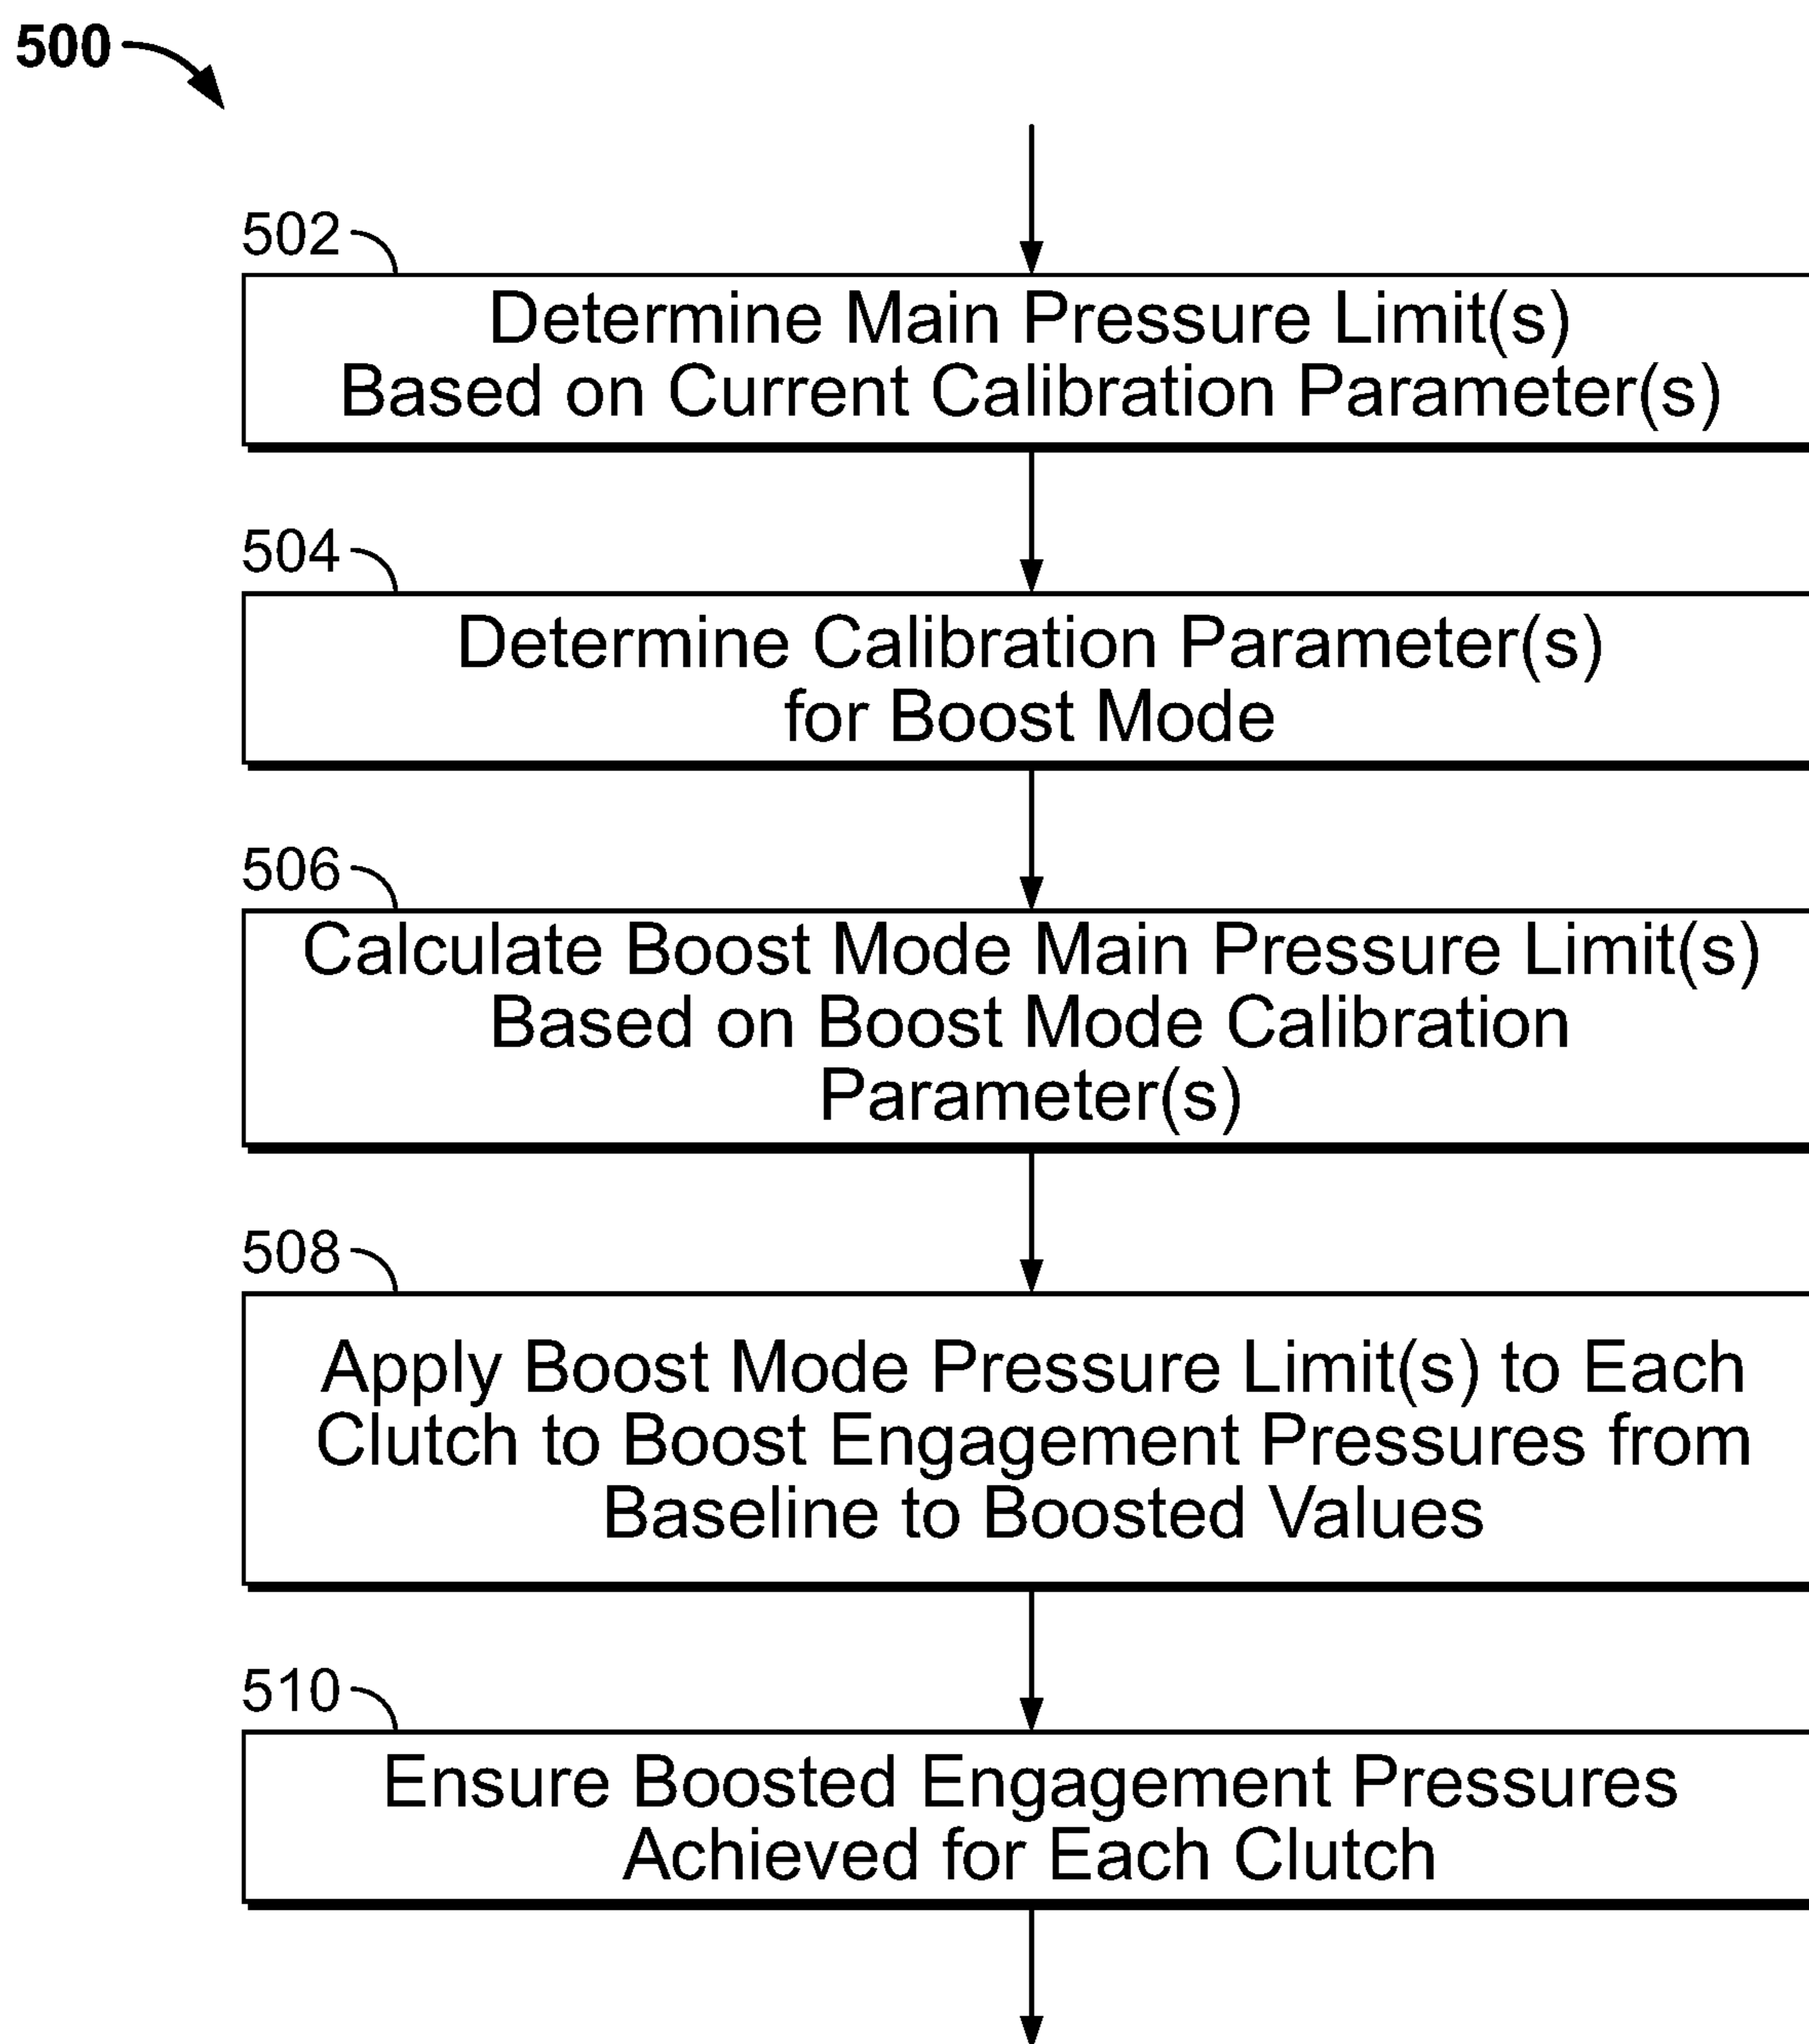 500
502
Determine Main Pressure Limit(s)
Based on Current Calibration Parameter(s)
504
Determine Calibration Parameter(s)
for Boost Mode
506
Calculate Boost Mode Main Pressure Limit(s)
Based on Boost Mode Calibration
Parameter(s)
508
Apply Boost Mode Pressure Limit(s) to Each
Clutch to Boost Engagement Pressures from
Baseline to Boosted Values
510
Ensure Boosted Engagement Pressures
Achieved for Each Clutch